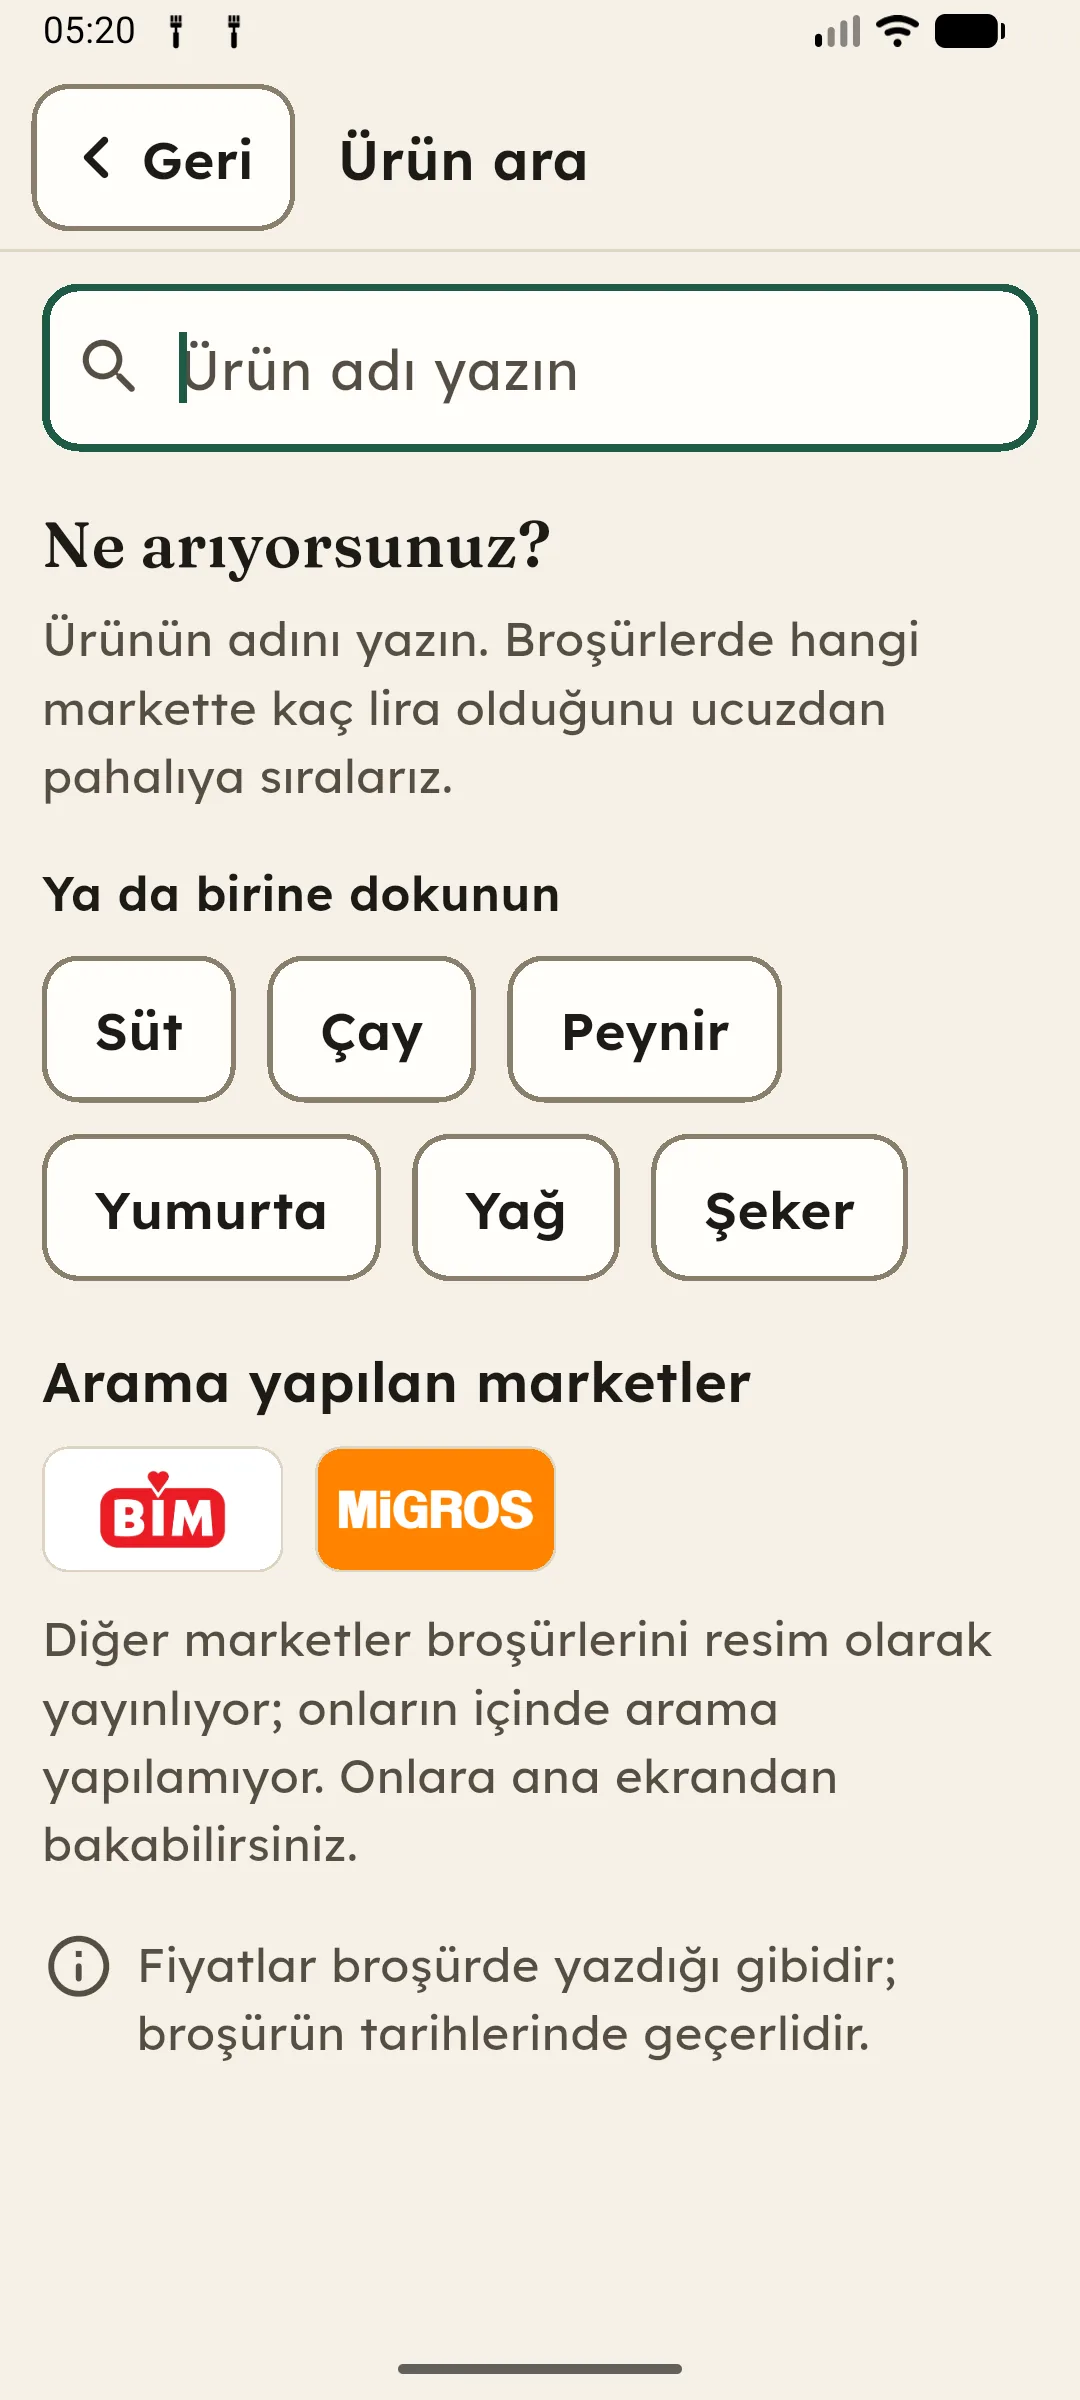 05:20
Geri
Ürün ara
Ürün adı yazın
Ne arıyorsunuz?
Ürünün adını yazın. Broşürlerde hangi
markette kaç lira olduğunu ucuzdan
pahalıya sıralarız.
Ya da birine dokunun
Süt
Çay
Peynir
Yumurta
Yağ
Şeker
Arama yapılan marketler
BİM
MiGROS
Diğer marketler broşürlerini resim olarak
yayınlıyor; onların içinde arama
yapılamıyor. Onlara ana ekrandan
bakabilirsiniz.
Fiyatlar broşürde yazdığı gibidir;
broşürün tarihlerinde geçerlidir.